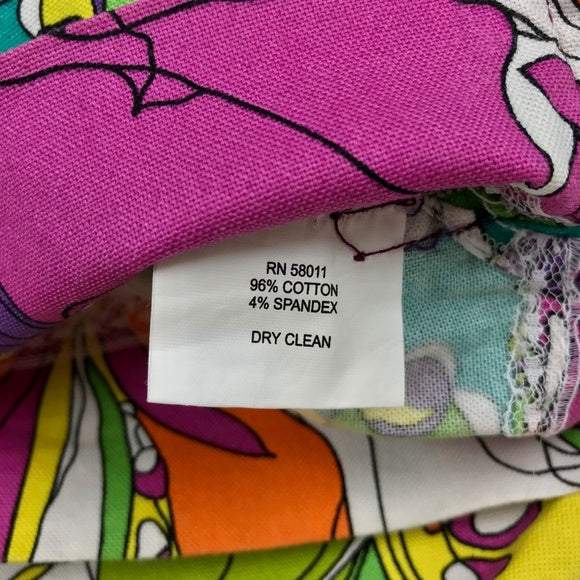 RN 58011
96% COTTON
4% SPANDEX
DRY CLEAN